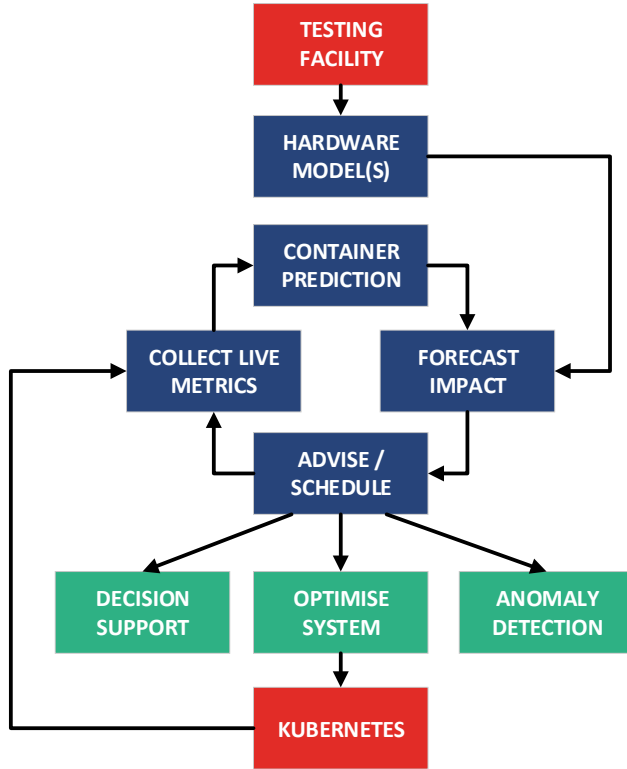 TESTING
FACILITY
HARDWARE
MODEL(S)
CONTAINER
PREDICTION
COLLECT LIVE
METRICS
FORECAST
IMPACT
ADVISE /
SCHEDULE
DECISION
SUPPORT
OPTIMISE
SYSTEM
ANOMALY
DETECTION
KUBERNETES